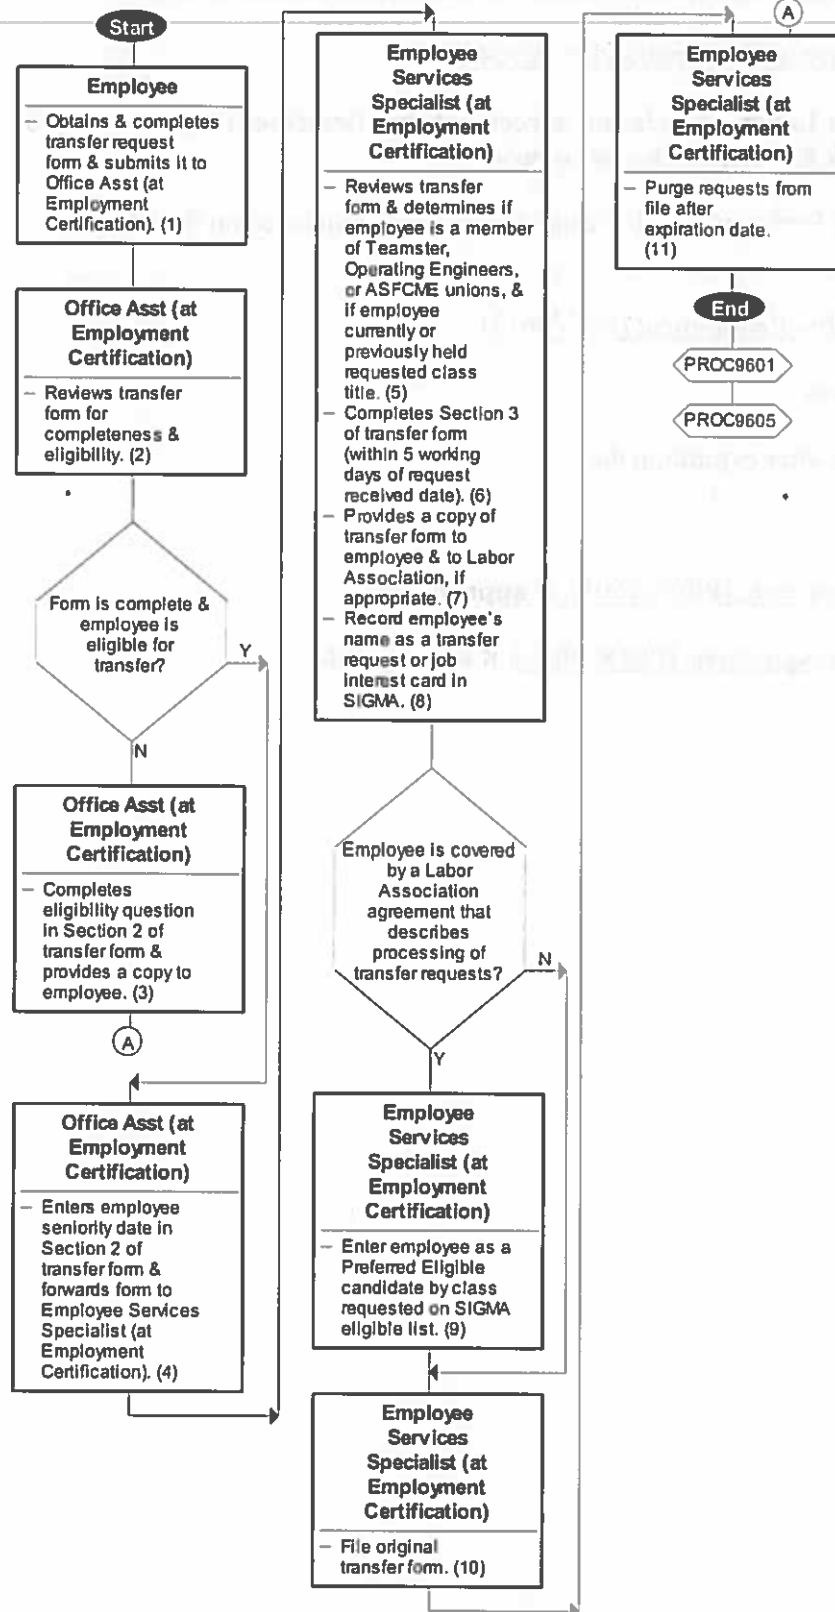 Start
Employee
– Obtains & completes
transfer request
form & submits it to
Office Asst (at
Employment
Certification). (1)
Office Asst (at
Employment
Certification)
– Reviews transfer
form for
completeness &
eligibility. (2)
Form is complete &
employee is
eligible for
transfer?
Y
N
Office Asst (at
Employment
Certification)
– Completes
eligibility question
in Section 2 of
transfer form &
provides a copy to
employee. (3)
A
Office Asst (at
Employment
Certification)
– Enters employee
seniority date in
Section 2 of
transfer form &
forwards form to
Employee Services
Specialist (at
Employment
Certification). (4)
Employee
Services
Specialist (at
Employment
Certification)
– Reviews transfer
form & determines if
employee is a member
of Teamster,
Operating Engineers,
or ASFCME unions, &
if employee
currently or
previously held
requested class
title. (5)
– Completes Section 3
of transfer form
(within 5 working
days of request
received date). (6)
– Provides a copy of
transfer form to
employee & to Labor
Association, if
appropriate. (7)
– Record employee's
name as a transfer
request or job
interest card in
SIGMA. (8)
Employee is covered
by a Labor
Association
agreement that
describes
processing of
transfer requests?
N
Y
Employee
Services
Specialist (at
Employment
Certification)
– Enter employee as a
Preferred Eligible
candidate by class
requested on SIGMA
eligible list. (9)
Employee
Services
Specialist (at
Employment
Certification)
– File original
transfer form. (10)
A
Employee
Services
Specialist (at
Employment
Certification)
– Purge requests from
file after
expiration date.
(11)
End
PROC9601
PROC9605